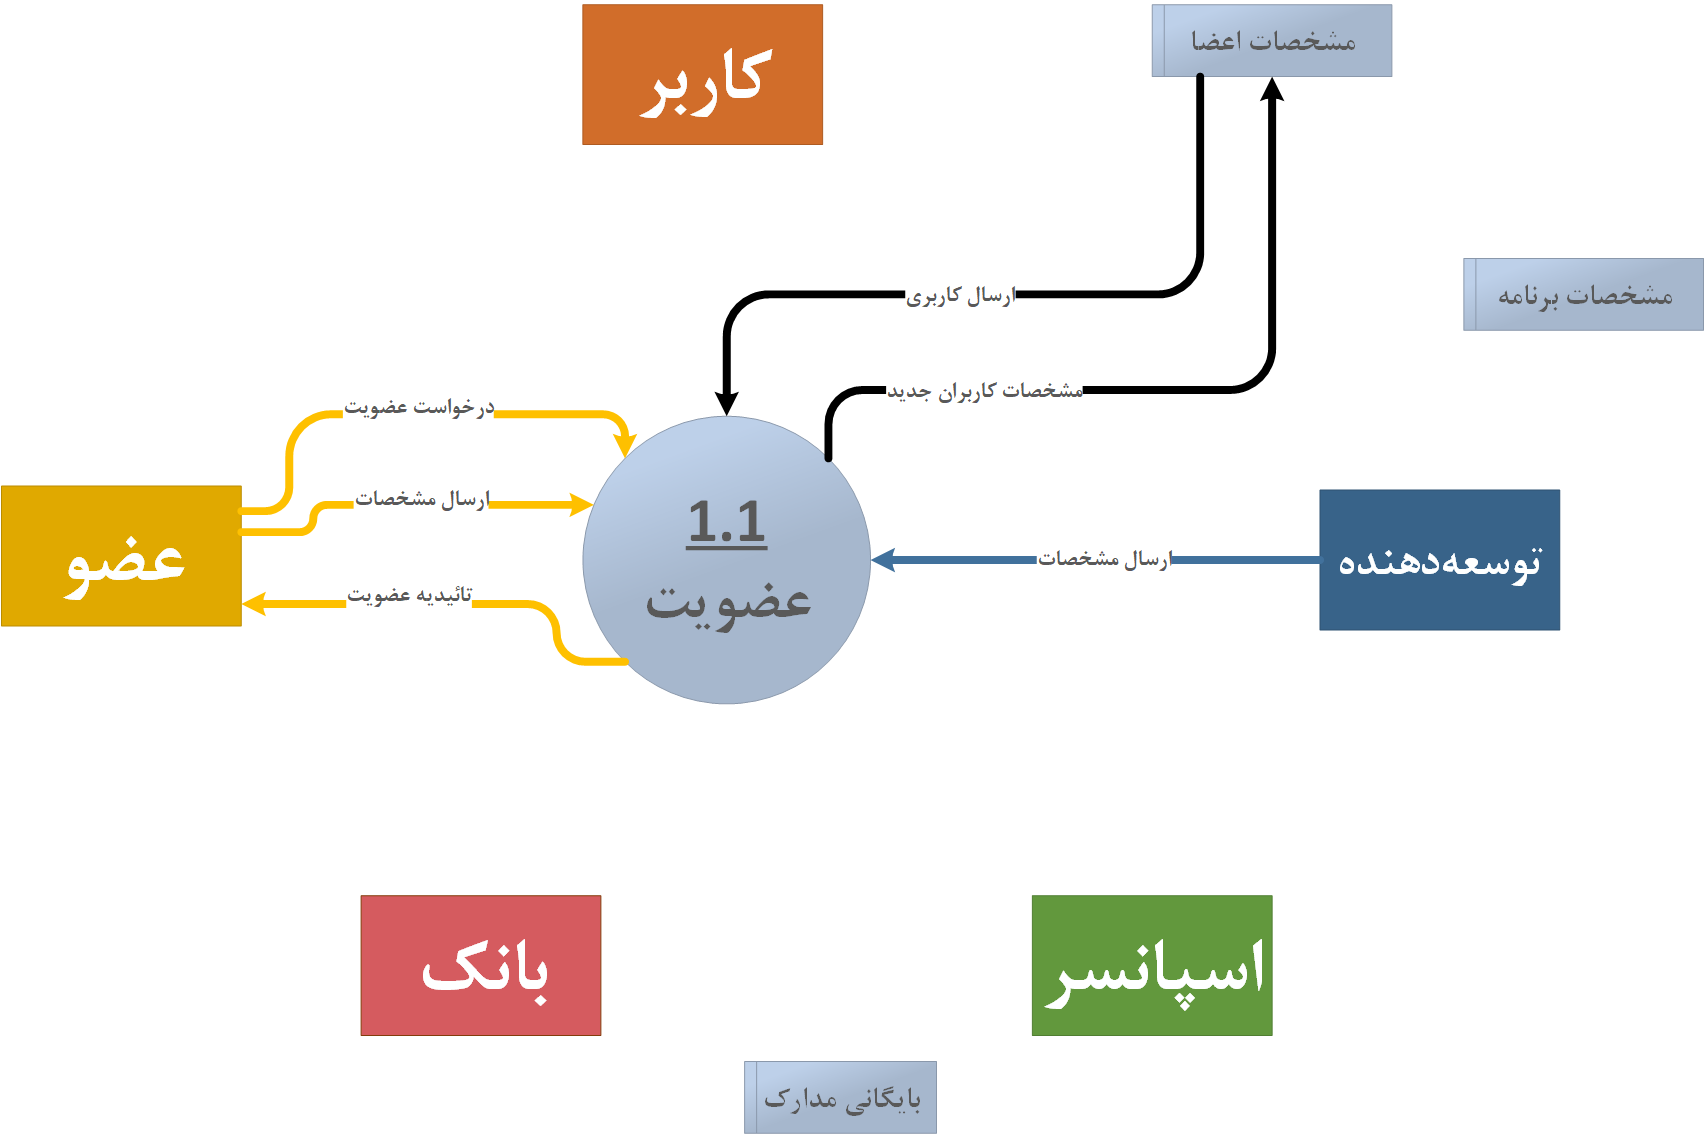 کاربر
مشخصات اعضا
مشخصات برنامه
ارسال کاربری
مشخصات کاربران جدید
درخواست عضویت
ارسال مشخصات
تائیدیه عضویت
عضو
1.1
عضویت
ارسال مشخصات
توسعه‌دهنده
بانک
اسپانسر
بایگانی مدارک